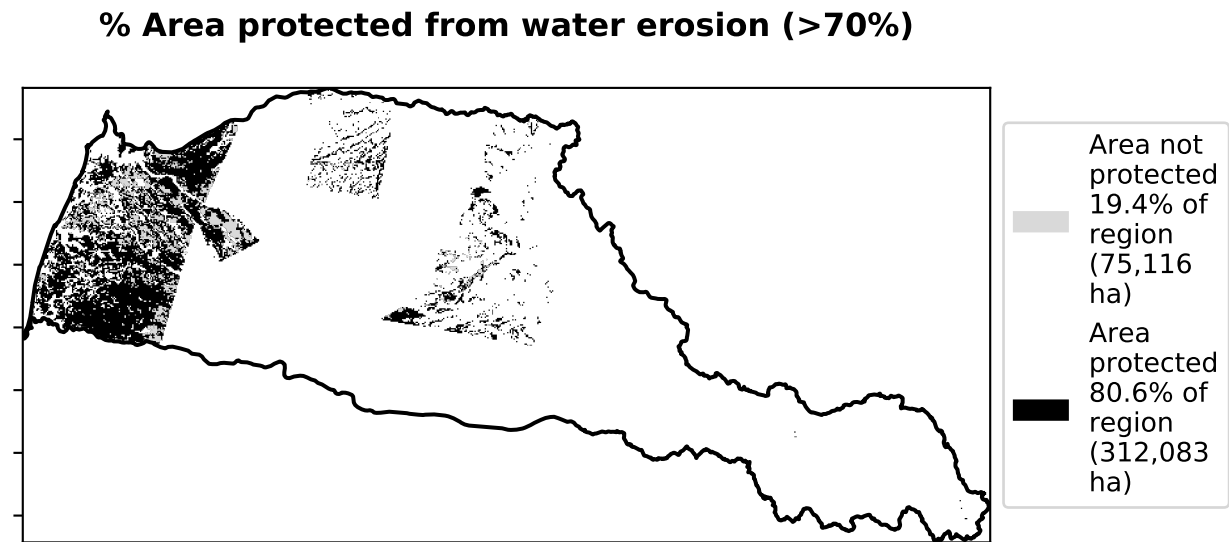 % Area protected from water erosion (>70%)
Area not
protected
19.4% of
region
(75,116
ha)
Area
protected
80.6% of
region
(312,083
ha)